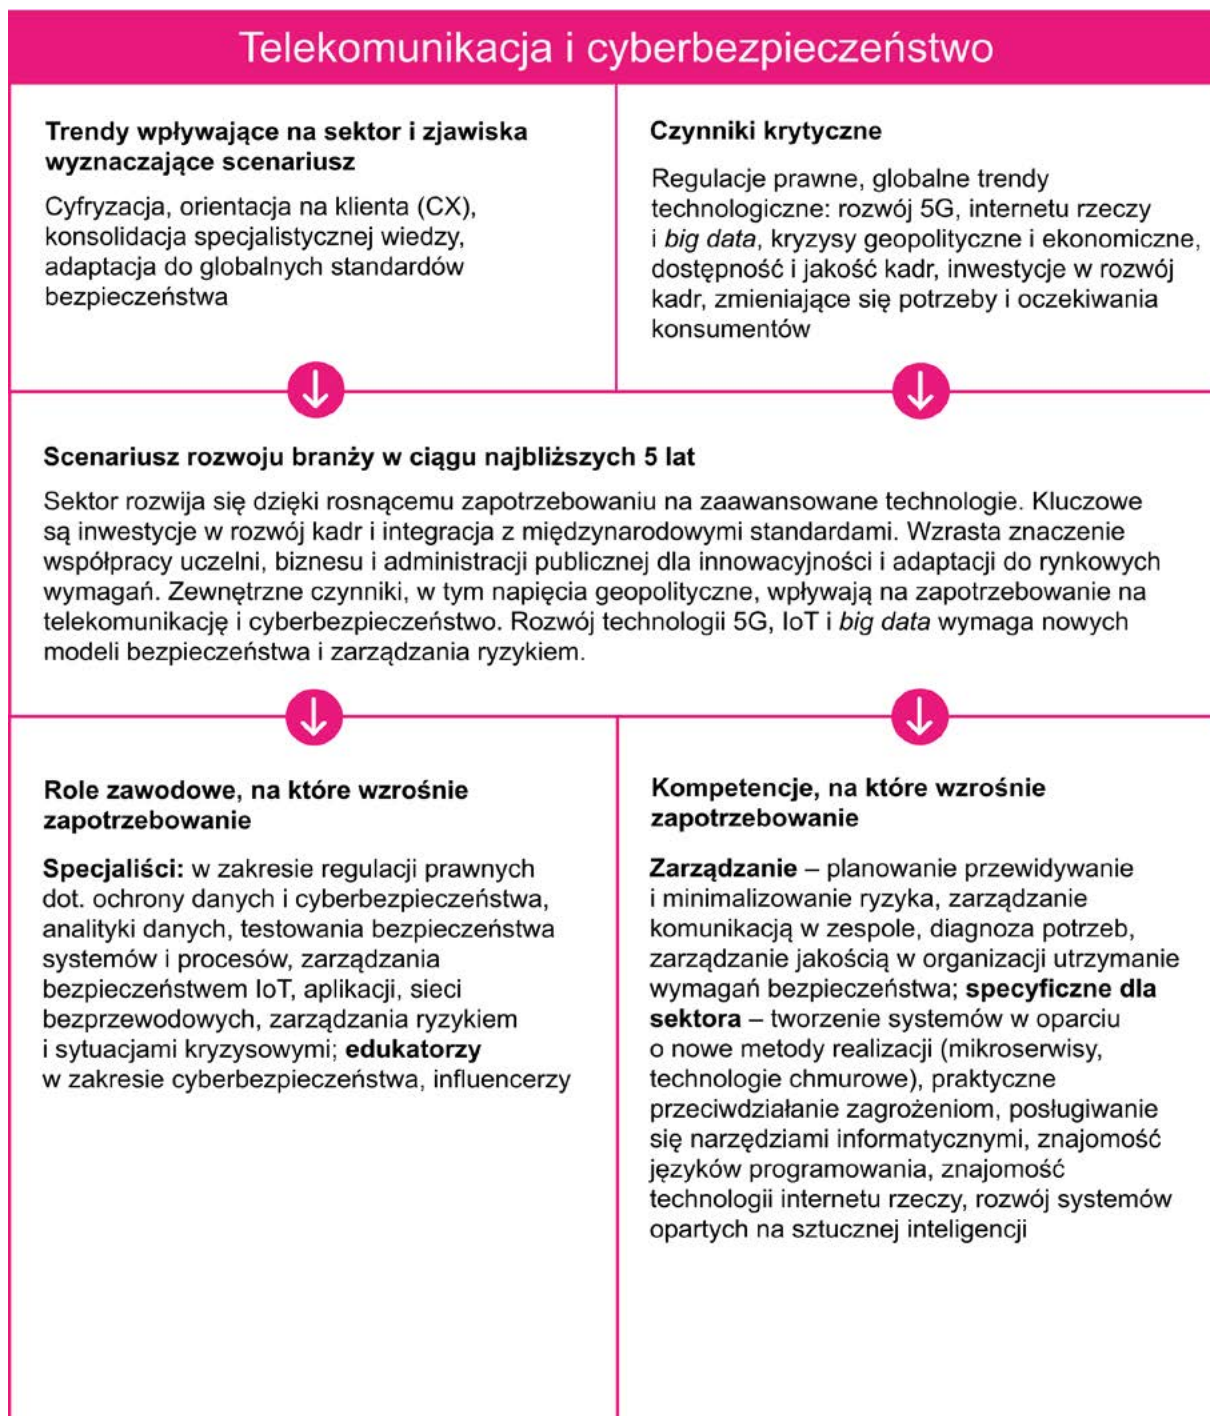 Telekomunikacja i cyberbezpieczeństwo
Trendy wpływające na sektor i zjawiska
wyznaczające scenariusz
Cyfryzacja, orientacja na klienta (CX),
konsolidacja specjalistycznej wiedzy,
adaptacja do globalnych standardów
bezpieczeństwa
Czynniki krytyczne
Regulacje prawne, globalne trendy
technologiczne: rozwój 5G, internetu rzeczy
i big data, kryzysy geopolityczne i ekonomiczne,
dostępność i jakość kadr, inwestycje w rozwój
kadr, zmieniające się potrzeby i oczekiwania
konsumentów
Scenariusz rozwoju branży w ciągu najbliższych 5 lat
Sektor rozwija się dzięki rosnącemu zapotrzebowaniu na zaawansowane technologie. Kluczowe
są inwestycje w rozwój kadr i integracja z międzynarodowymi standardami. Wzrasta znaczenie
współpracy uczelni, biznesu i administracji publicznej dla innowacyjności i adaptacji do rynkowych
wymagań. Zewnętrzne czynniki, w tym napięcia geopolityczne, wpływają na zapotrzebowanie na
telekomunikację i cyberbezpieczeństwo. Rozwój technologii 5G, IoT i big data wymaga nowych
modeli bezpieczeństwa i zarządzania ryzykiem.
Role zawodowe, na które wzrośnie
zapotrzebowanie
Specjaliści: w zakresie regulacji prawnych
dot. ochrony danych i cyberbezpieczeństwa,
analityki danych, testowania bezpieczeństwa
systemów i procesów, zarządzania
bezpieczeństwem IoT, aplikacji, sieci
bezprzewodowych, zarządzania ryzykiem
i sytuacjami kryzysowymi; edukatorzy
w zakresie cyberbezpieczeństwa, influencerzy
Kompetencje, na które wzrośnie
zapotrzebowanie
Zarządzanie – planowanie przewidywanie
i minimalizowanie ryzyka, zarządzanie
komunikacją w zespole, diagnoza potrzeb,
zarządzanie jakością w organizacji utrzymanie
wymagań bezpieczeństwa; specyficzne dla
sektora – tworzenie systemów w oparciu
o nowe metody realizacji (mikroserwisy,
technologie chmurowe), praktyczne
przeciwdziałanie zagrożeniom, posługiwanie
się narzędziami informatycznymi, znajomość
języków programowania, znajomość
technologii internetu rzeczy, rozwój systemów
opartych na sztucznej inteligencji